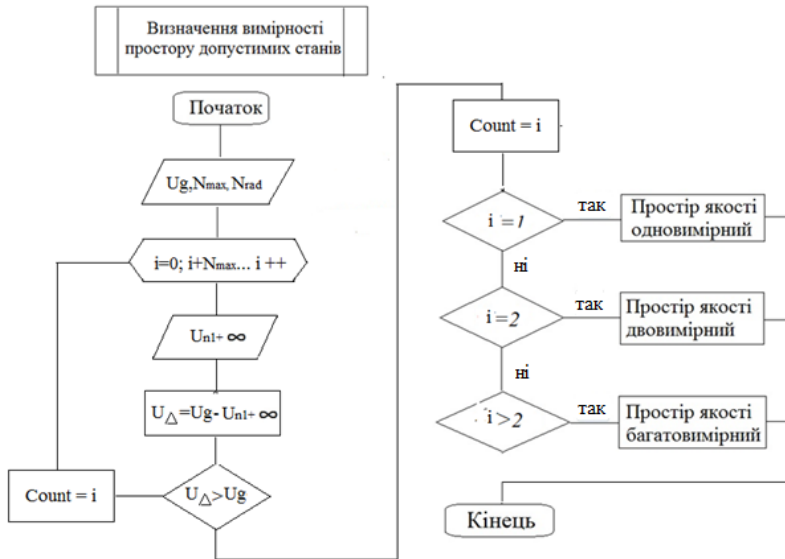 Визначення вимірності
простору допустимих станів
Початок
Ug,Nmax, Nrad
i=0; i+Nmax... i ++
Un1+ ∞
U△=Ug- Un1+ ∞
U△>Ug
Count = i
Count = i
i =1
так
Простір якості
одновимірний
ні
i =2
так
Простір якості
двовимірний
ні
i >2
так
Простір якості
багатовимірний
Кінець